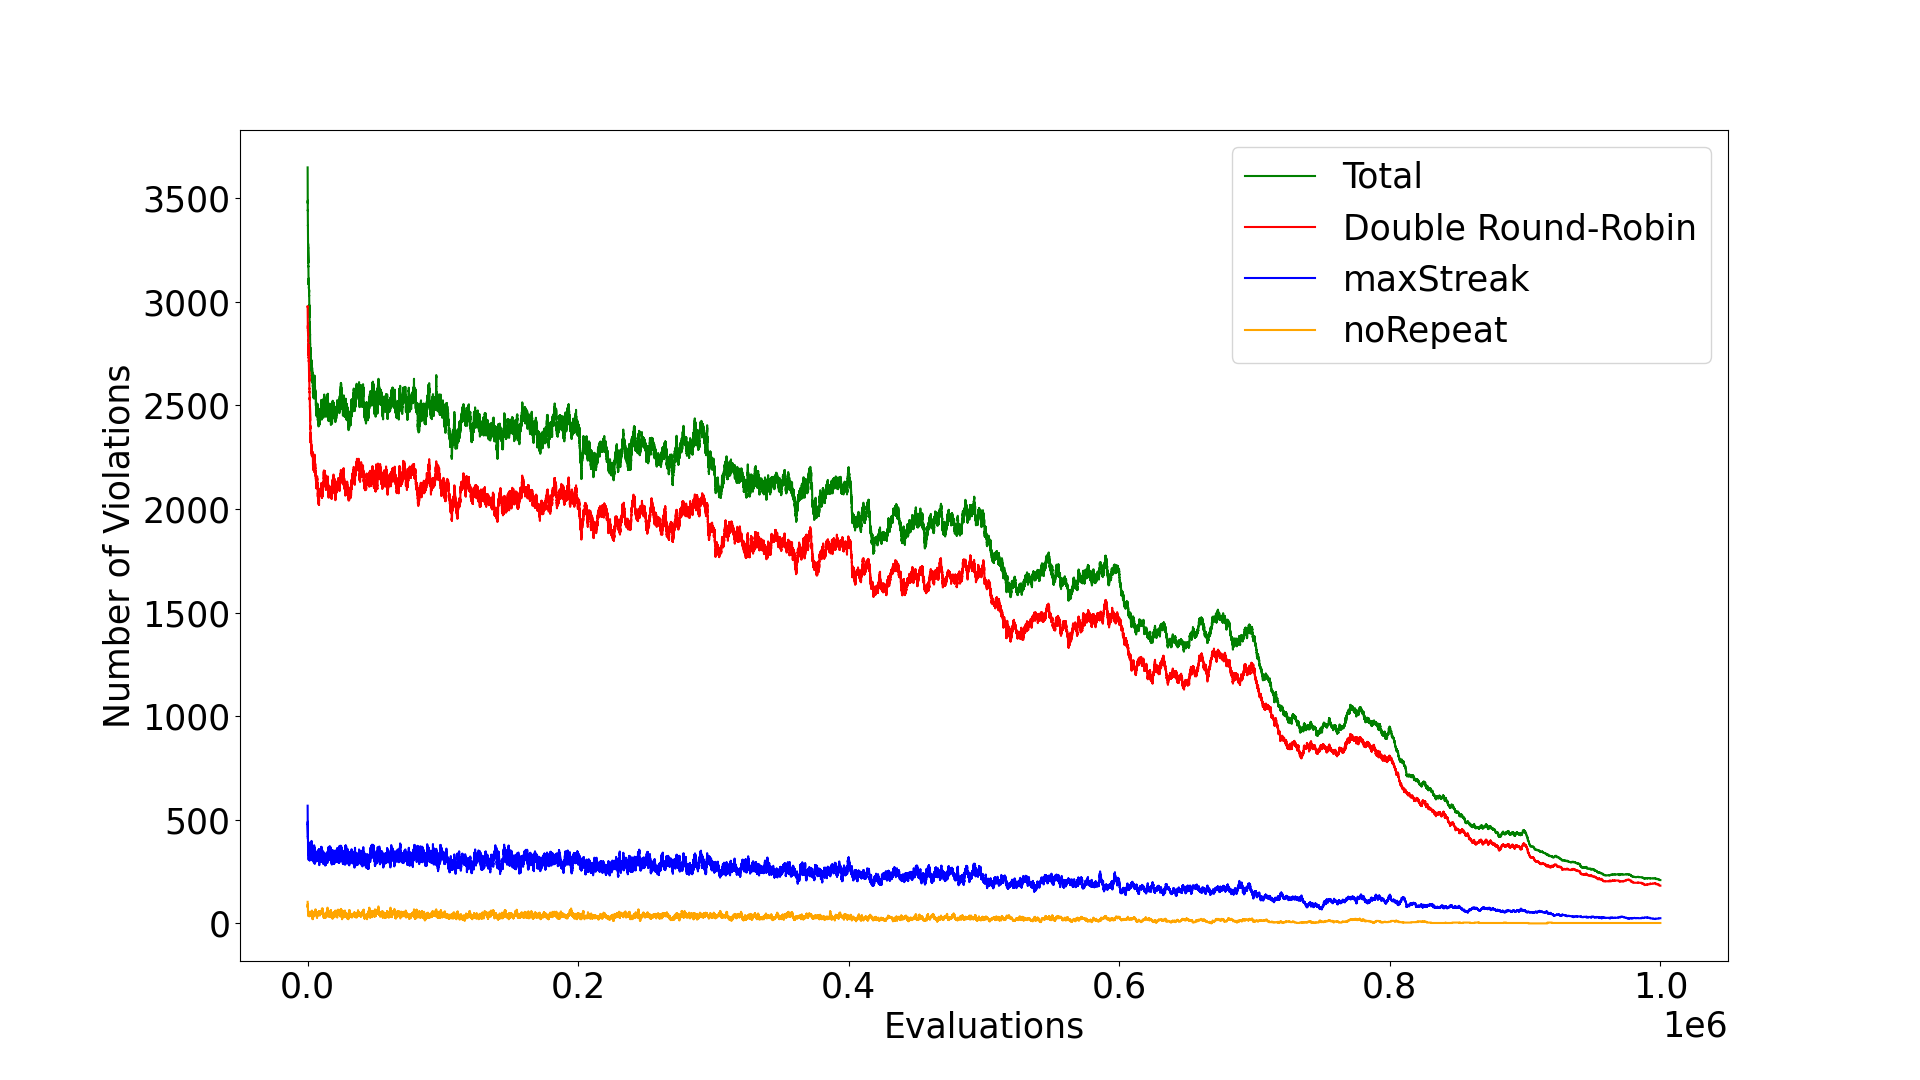 Total
Double Round-Robin
maxStreak
noRepeat
3500
3000
2500
2000
1500
1000
500
0
Number of Violations
0.0 0.2 0.4 0.6 0.8 1.0
Evaluations
1e6